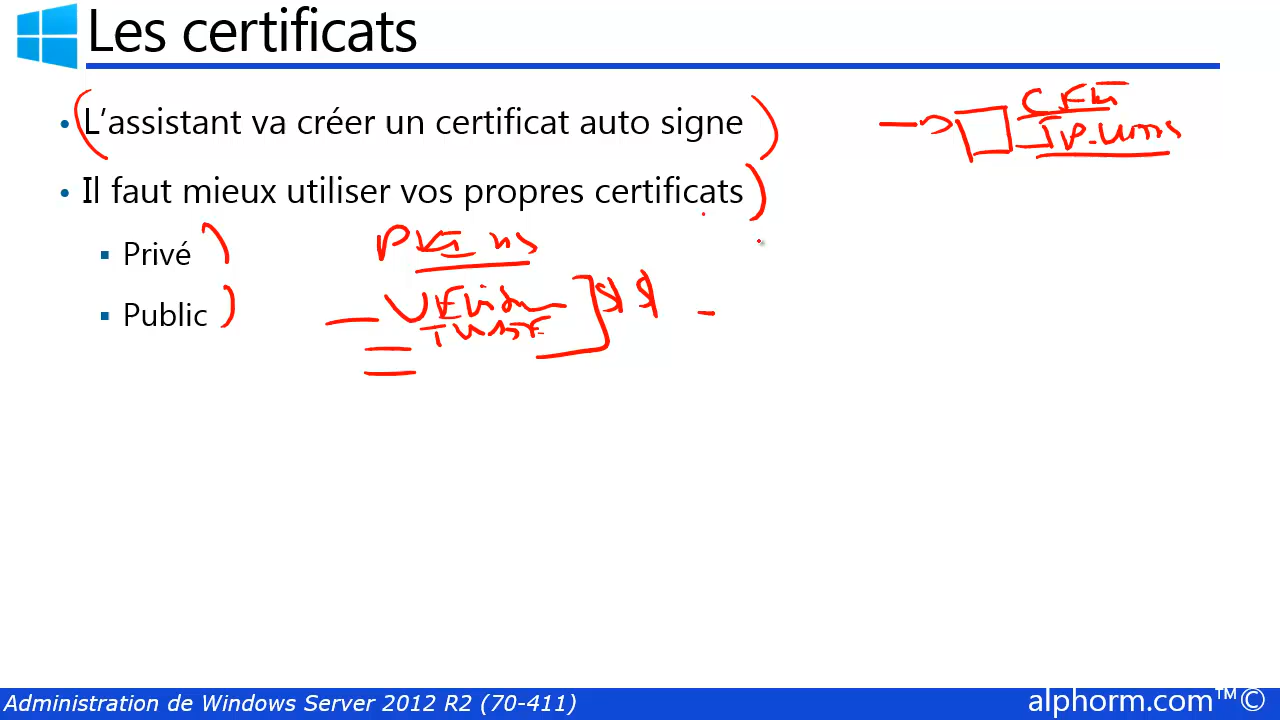 Les certificats
• L’assistant va créer un certificat auto signe
• Il faut mieux utiliser vos propres certificats
▪ Privé
▪ Public
Administration de Windows Server 2012 R2 (70-411)
alphorm.com™©